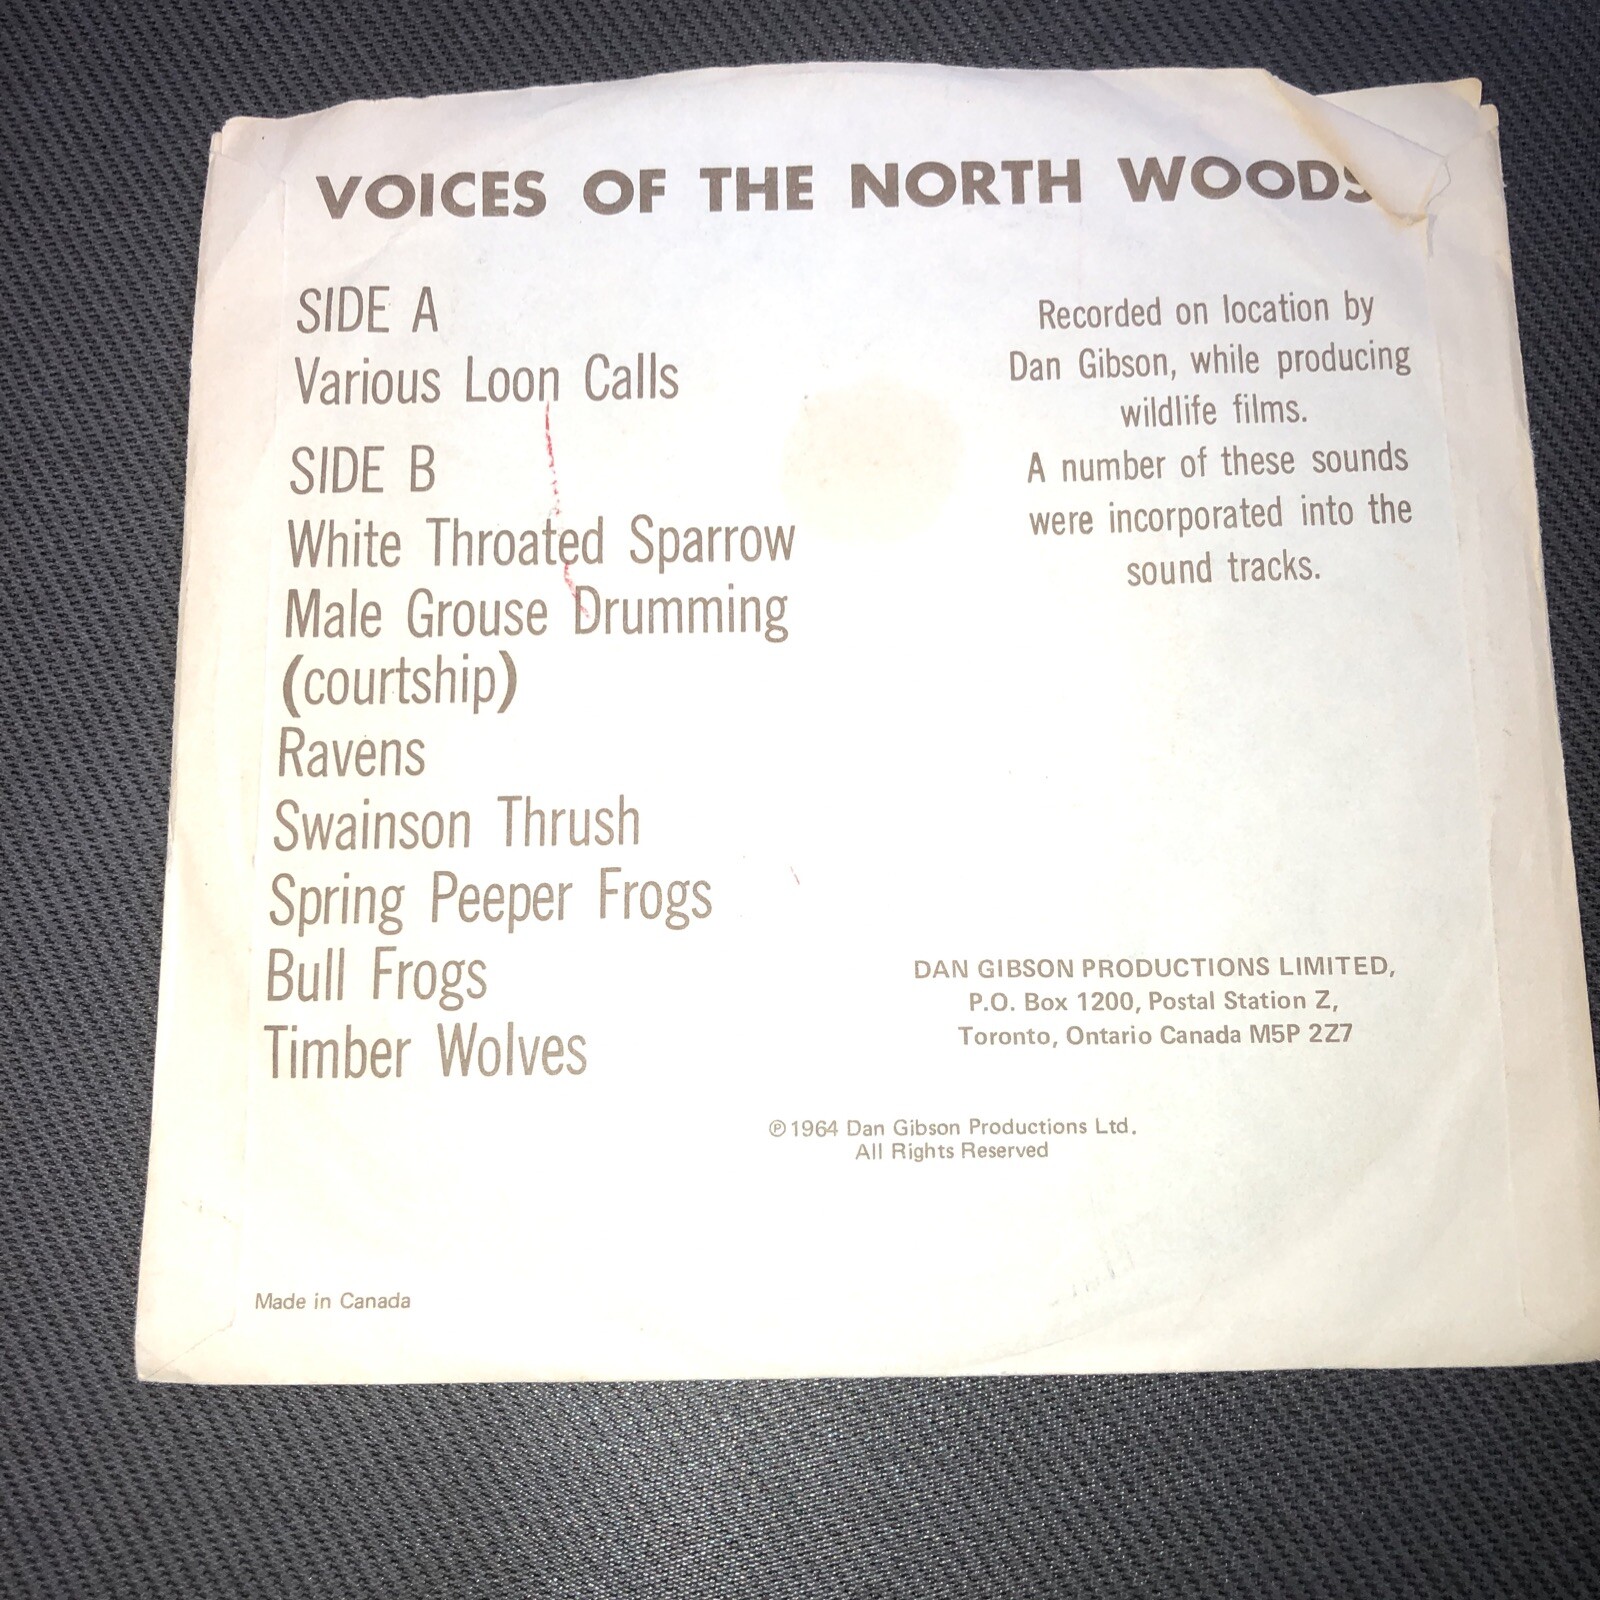 VOICES OF THE NORTH WOODS
SIDE A
Various Loon Calls
SIDE B
White Throated Sparrow
Male Grouse Drumming
(courtship)
Ravens
Swainson Thrush
Spring Peeper Frogs
Bull Frogs
Timber Wolves
Recorded on location by
Dan Gibson, while producing
wildlife films.
A number of these sounds
were incorporated into the
sound tracks.
DAN GIBSON PRODUCTIONS LIMITED,
P.O. Box 1200, Postal Station Z,
Toronto, Ontario Canada M5P 2Z7
℗ 1964 Dan Gibson Productions Ltd.
All Rights Reserved
Made in Canada